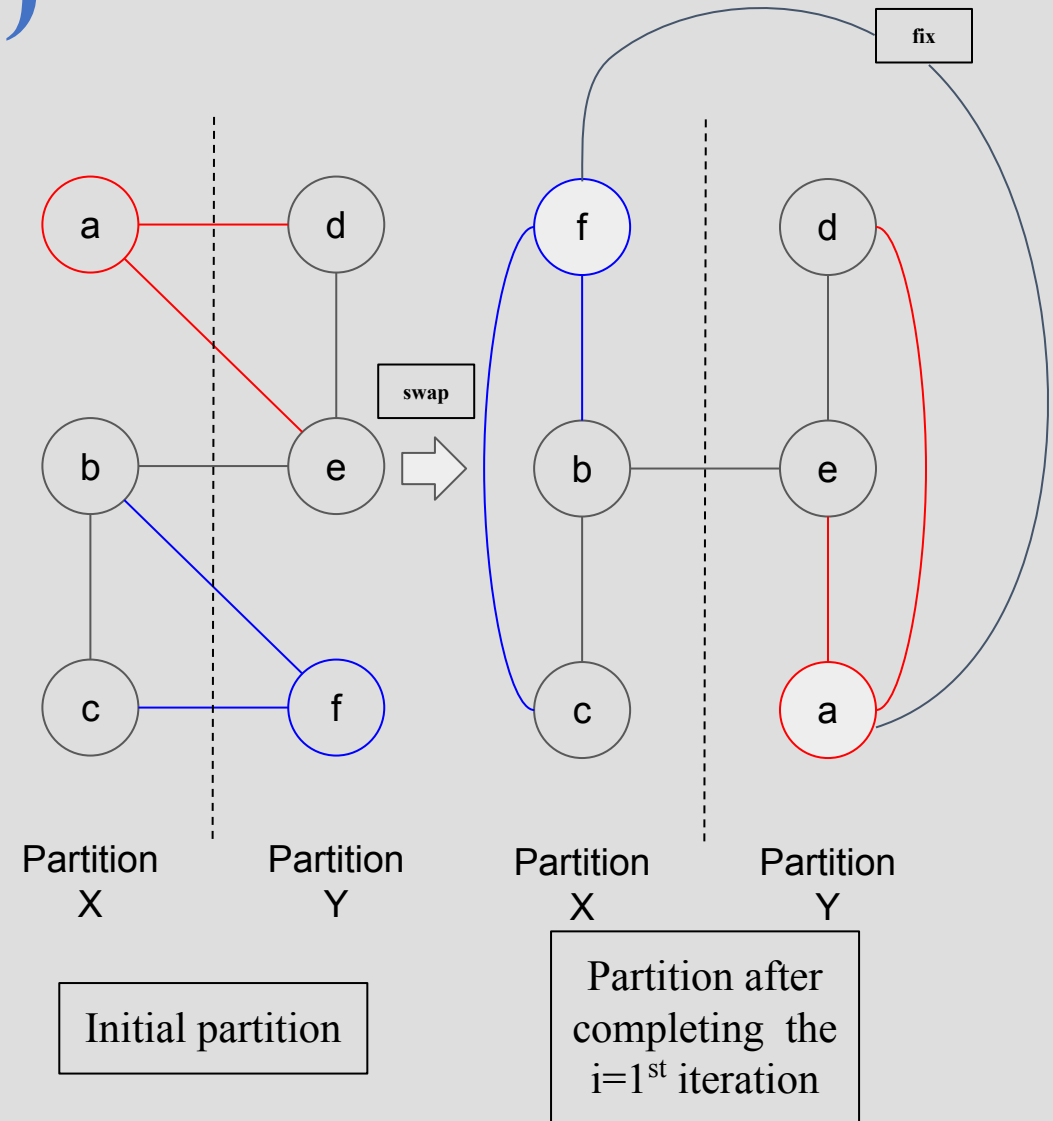 )
fix
a
d
f
d
swap
b
e
b
e
c
f
c
a
Partition
X
Partition
Y
Partition
X
Partition
Y
Initial partition
Partition after
completing the
i=1st iteration